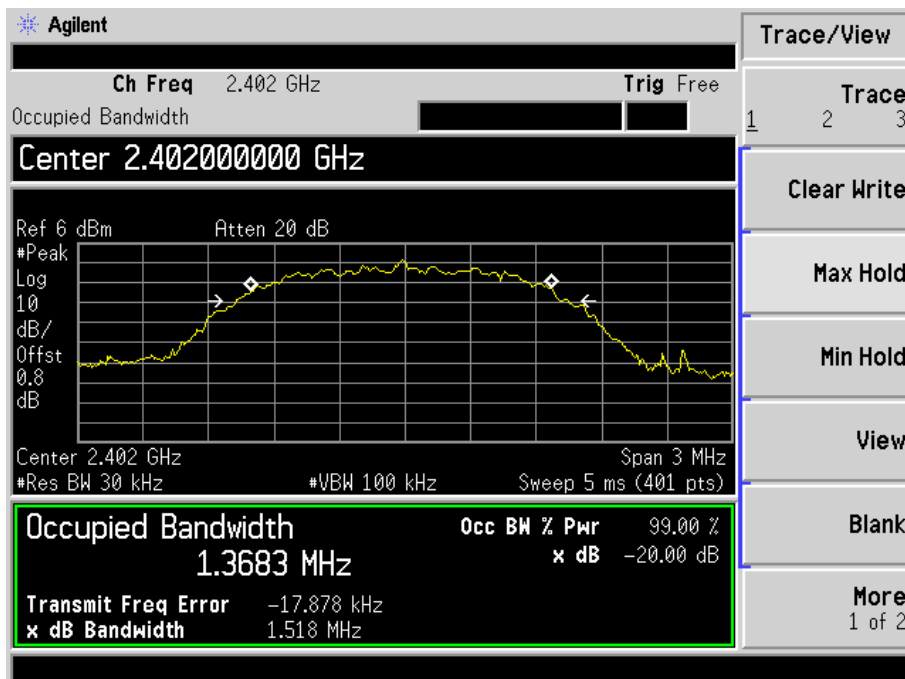 Agilent
Trace/View
Ch Freq 2.402 GHz Trig Free
Occupied Bandwidth
Center 2.402000000 GHz
Ref 6 dBm Atten 20 dB
#Peak
Log
10
dB/
Offst
0.8
dB
Center 2.402 GHz Span 3 MHz
#Res BW 30 kHz #VBW 100 kHz Sweep 5 ms (401 pts)
Occupied Bandwidth
1.3683 MHz
Occ BW % Pwr 99.00 %
x dB -20.00 dB
Transmit Freq Error -17.878 kHz
x dB Bandwidth 1.518 MHz
Trace
1 2 3
Clear Write
Max Hold
Min Hold
View
Blank
More
1 of 2